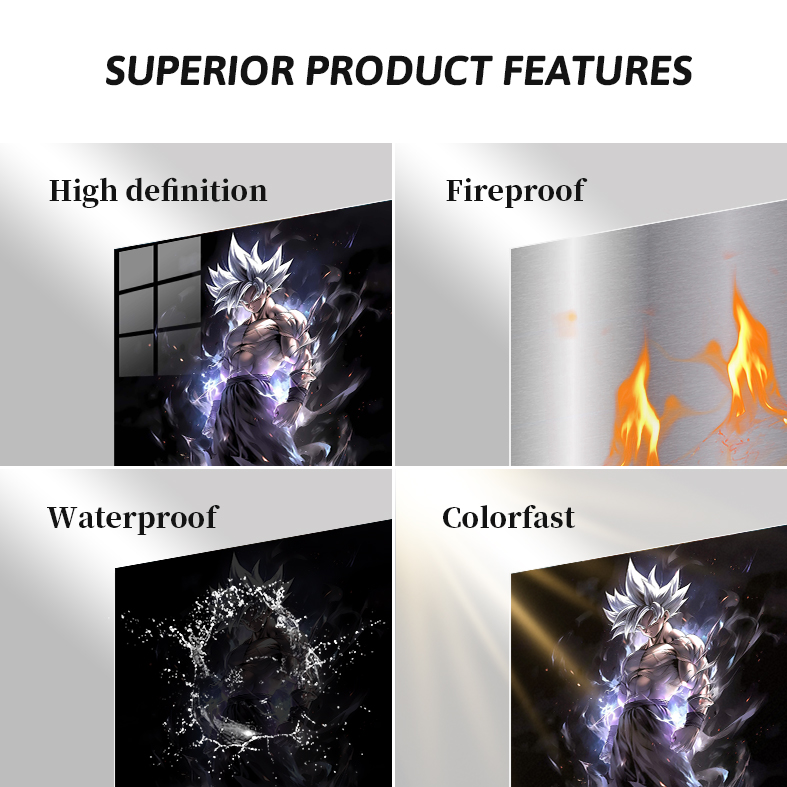 SUPERIOR PRODUCT FEATURES
High definition
Fireproof
Waterproof
Colorfast